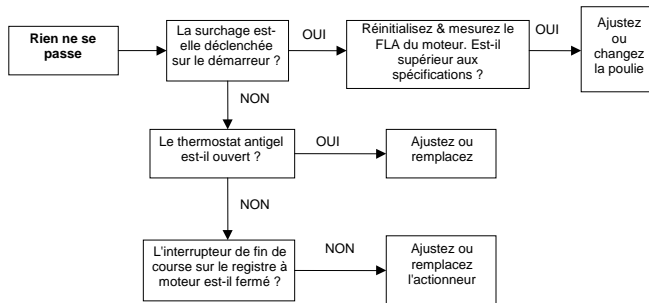 Rien ne se
passe
La surchage est-
elle déclenchée
sur le démarreur ?
OUI
Réinitialisez & mesurez le
FLA du moteur. Est-il
supérieur aux
spécifications ?
OUI
Ajustez
ou
changez
la poulie
NON
Le thermostat antigel
est-il ouvert ?
OUI
Ajustez ou
remplacez
NON
L'interrupteur de fin de
course sur le registre à
moteur est-il fermé ?
NON
Ajustez ou
remplacez
l'actionneur